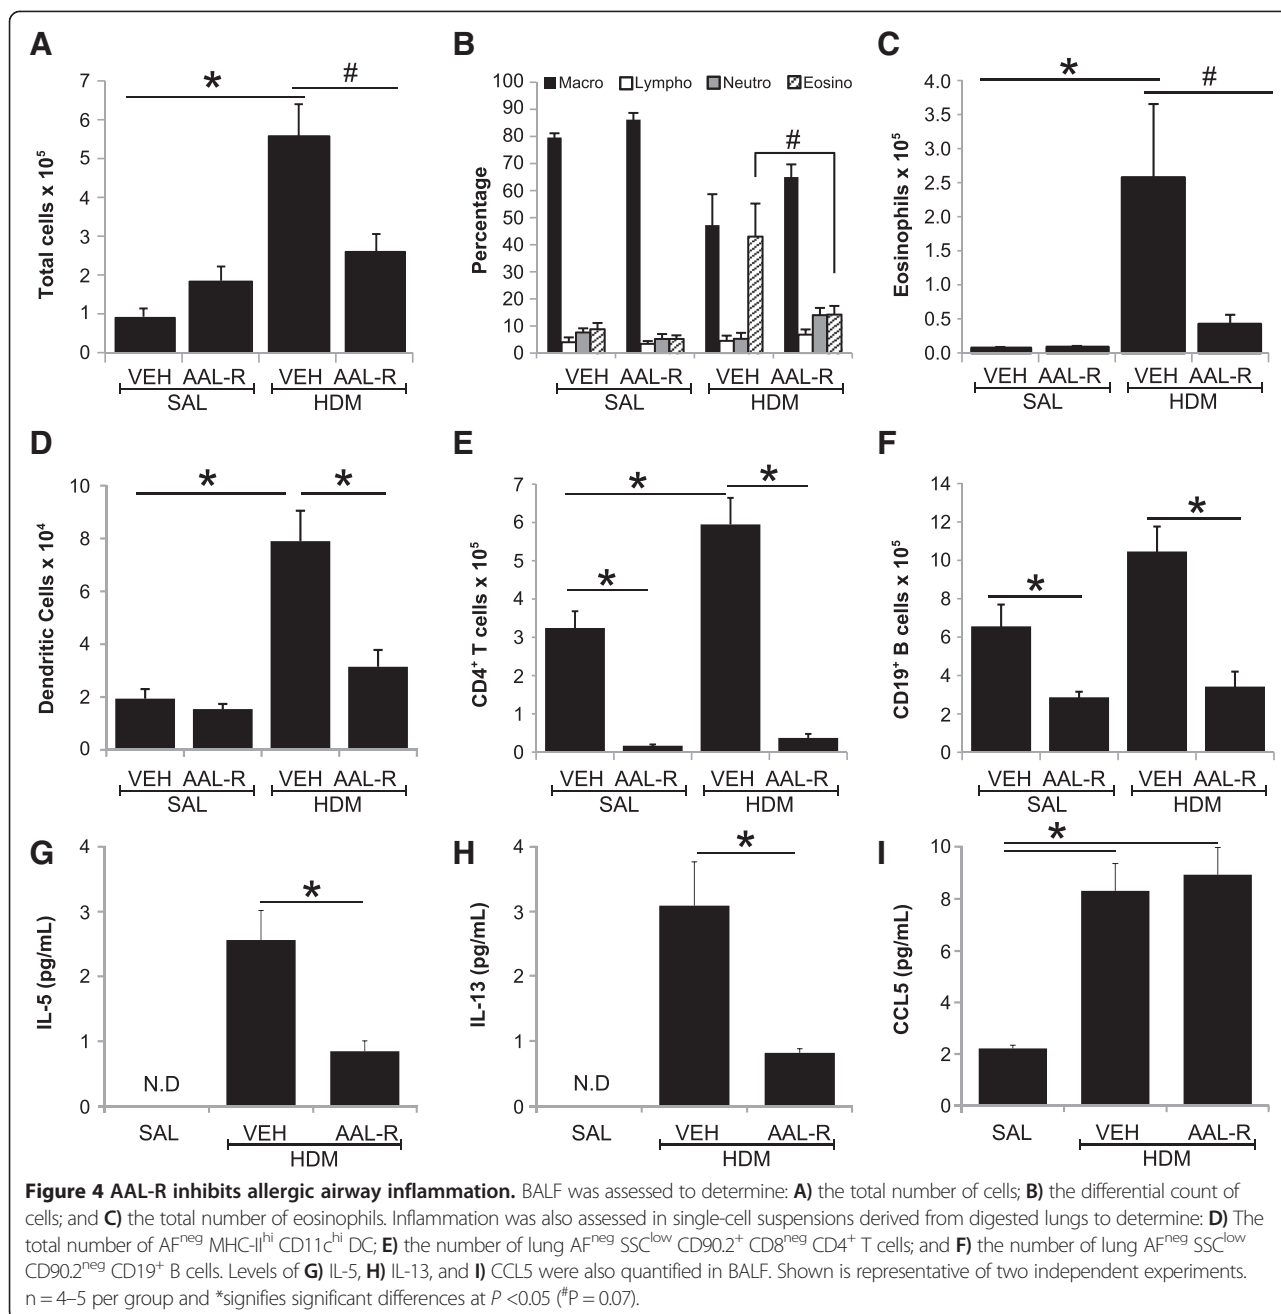 A
B
C
7
6
5
4
3
2
1
0
Total cells x 10⁵
*
#
VEH AAL-R VEH AAL-R
SAL HDM
100
90
80
70
60
50
40
30
20
10
0
Percentage
Macro Lympho Neutro Eosino
#
VEH AAL-R VEH AAL-R
SAL HDM
4.0
3.5
3.0
2.5
2.0
1.5
1.0
0.5
0.0
Eosinophils x 10⁵
*
#
VEH AAL-R VEH AAL-R
SAL HDM
D
E
F
10
8
6
4
2
0
Dendritic Cells x 10⁴
* *
VEH AAL-R VEH AAL-R
SAL HDM
7
6
5
4
3
2
1
0
CD4⁺ T cells x 10⁵
* * *
VEH AAL-R VEH AAL-R
SAL HDM
14
12
10
8
6
4
2
0
CD19⁺ B cells x 10⁵
* *
VEH AAL-R VEH AAL-R
SAL HDM
G
H
I
4
3
2
1
0
IL-5 (pg/mL)
*
N.D
SAL VEH AAL-R
HDM
4
3
2
1
0
IL-13 (pg/mL)
*
N.D
SAL VEH AAL-R
HDM
10
8
6
4
2
0
CCL5 (pg/mL)
*
SAL VEH AAL-R
HDM
Figure 4 AAL-R inhibits allergic airway inflammation. BALF was assessed to determine: A) the total number of cells; B) the differential count of
cells; and C) the total number of eosinophils. Inflammation was also assessed in single-cell suspensions derived from digested lungs to determine: D) The
total number of AFⁿᵉᵍ MHC-IIʰⁱ CD11cʰⁱ DC; E) the number of lung AFⁿᵉᵍ SSCˡᵒʷ CD90.2⁺ CD8ⁿᵉᵍ CD4⁺ T cells; and F) the number of lung AFⁿᵉᵍ SSCˡᵒʷ
CD90.2ⁿᵉᵍ CD19⁺ B cells. Levels of G) IL-5, H) IL-13, and I) CCL5 were also quantified in BALF. Shown is representative of two independent experiments.
n = 4–5 per group and *signifies significant differences at P <0.05 (#P = 0.07).